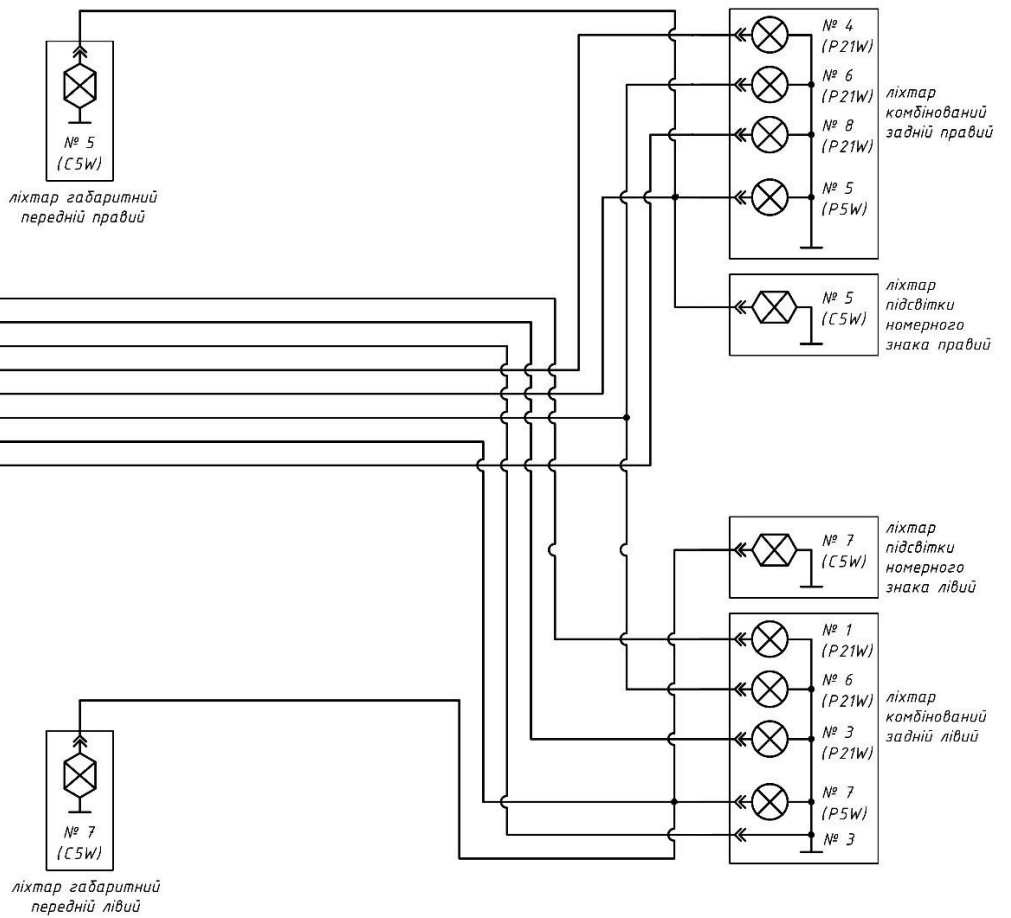 № 5
(C5W)
ліхтар габаритний
передній правий
№ 4
(P21W)
№ 6
(P21W)
№ 8
(P21W)
№ 5
(P5W)
ліхтар
комбінований
задній правий
№ 5
(C5W)
ліхтар
підсвітки
номерного
знака правий
№ 7
(C5W)
ліхтар
підсвітки
номерного
знака лівий
№ 1
(P21W)
№ 6
(P21W)
№ 3
(P21W)
№ 7
(P5W)
№ 3
ліхтар
комбінований
задній лівий
№ 7
(C5W)
ліхтар габаритний
передній лівий